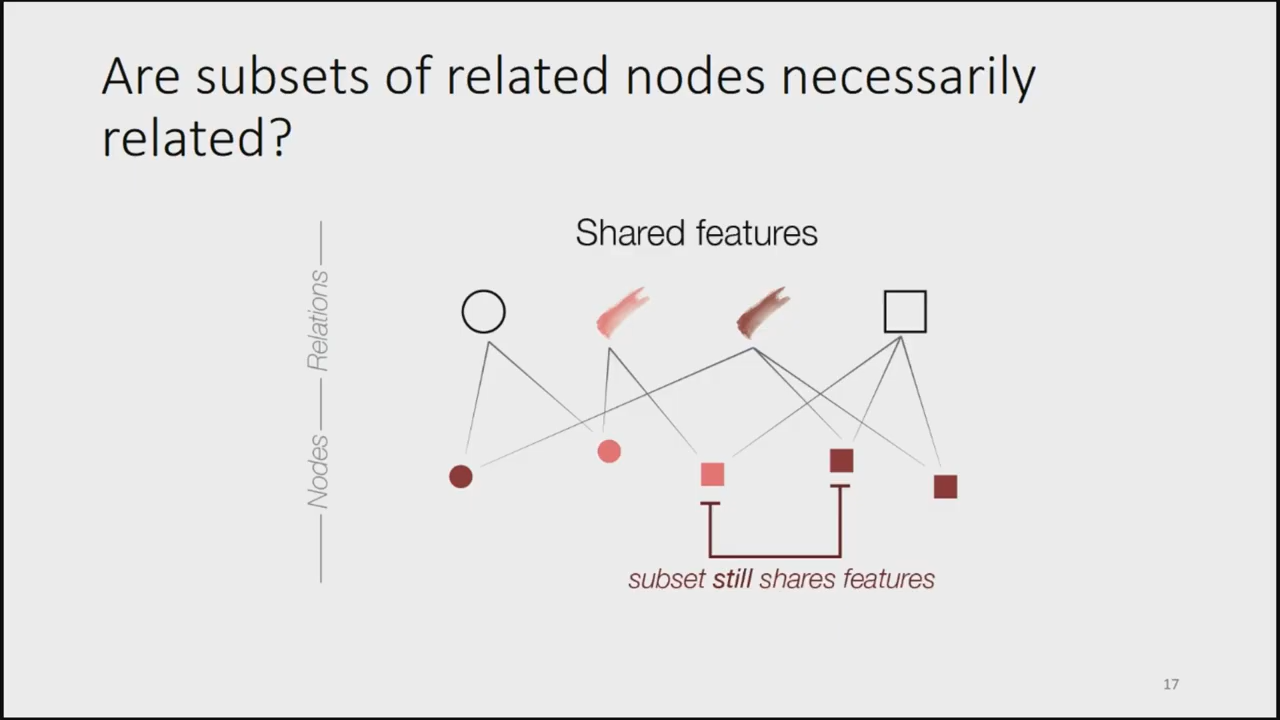 Are subsets of related nodes necessarily
related?
Shared features
Relations
Nodes
subset still shares features
17